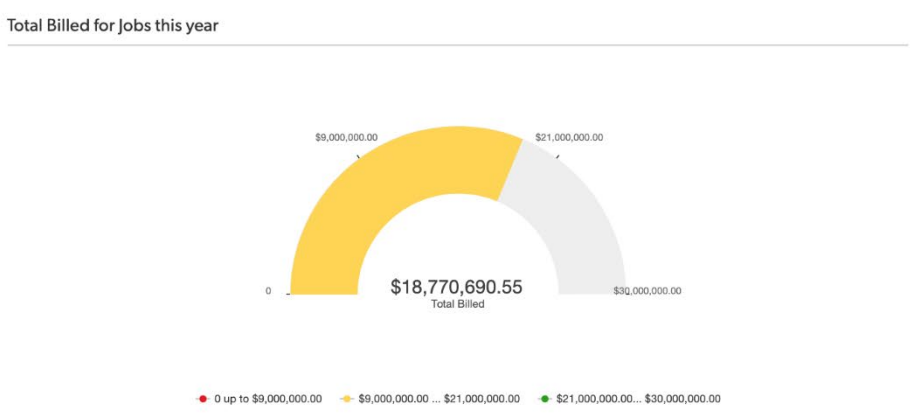 Total Billed for Jobs this year
$9,000,000.00
$21,000,000.00
0
$18,770,690.55
$30,000,000.00
Total Billed
0 up to $9,000,000.00
$9,000,000.00 ... $21,000,000.00
$21,000,000.00... $30,000,000.00